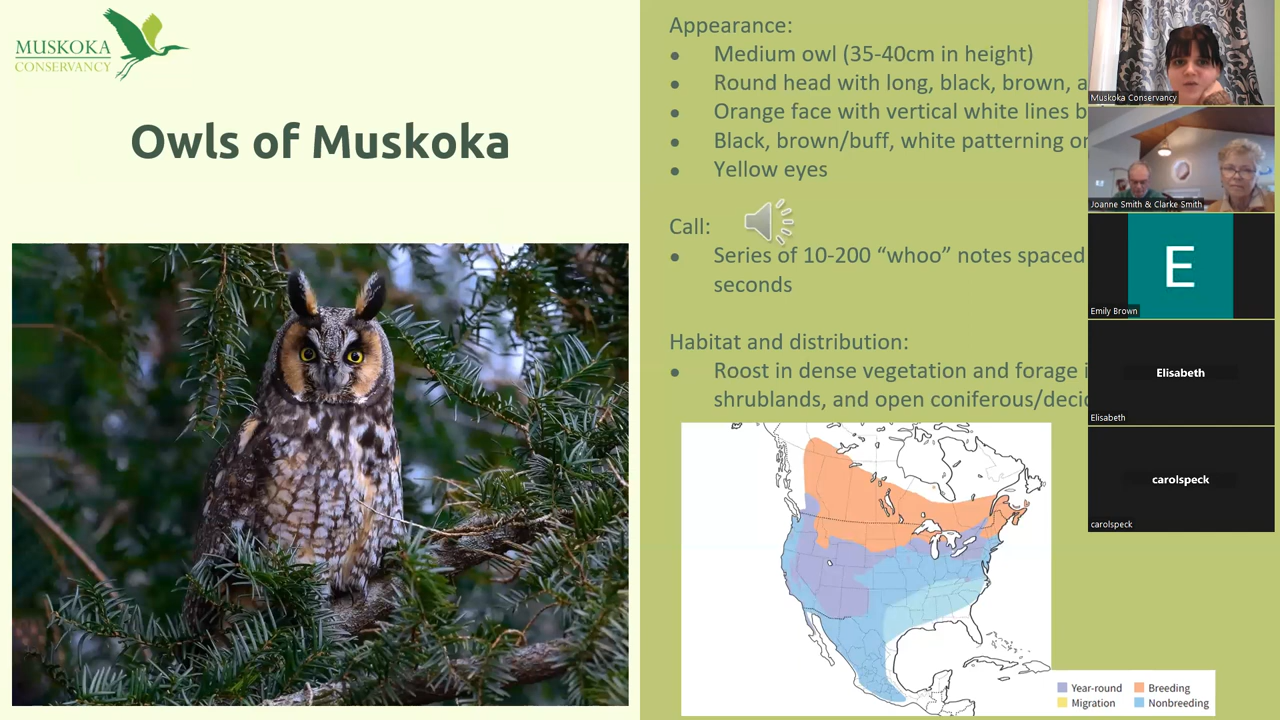 MUSKOKA
CONSERVANCY
Owls of Muskoka
Appearance:
• Medium owl (35-40cm in height)
• Round head with long, black, brown, a
• Orange face with vertical white lines b
• Black, brown/buff, white patterning or
• Yellow eyes
Call:
• Series of 10-200 “whoo” notes spaced
seconds
Habitat and distribution:
• Roost in dense vegetation and forage i
shrublands, and open coniferous/deci
Year-round
Breeding
Migration
Nonbreeding
Muskoka Conservancy
Joanne Smith & Clarke Smith
E
Emily Brown
Elisabeth
Elisabeth
carolspeck
carolspeck